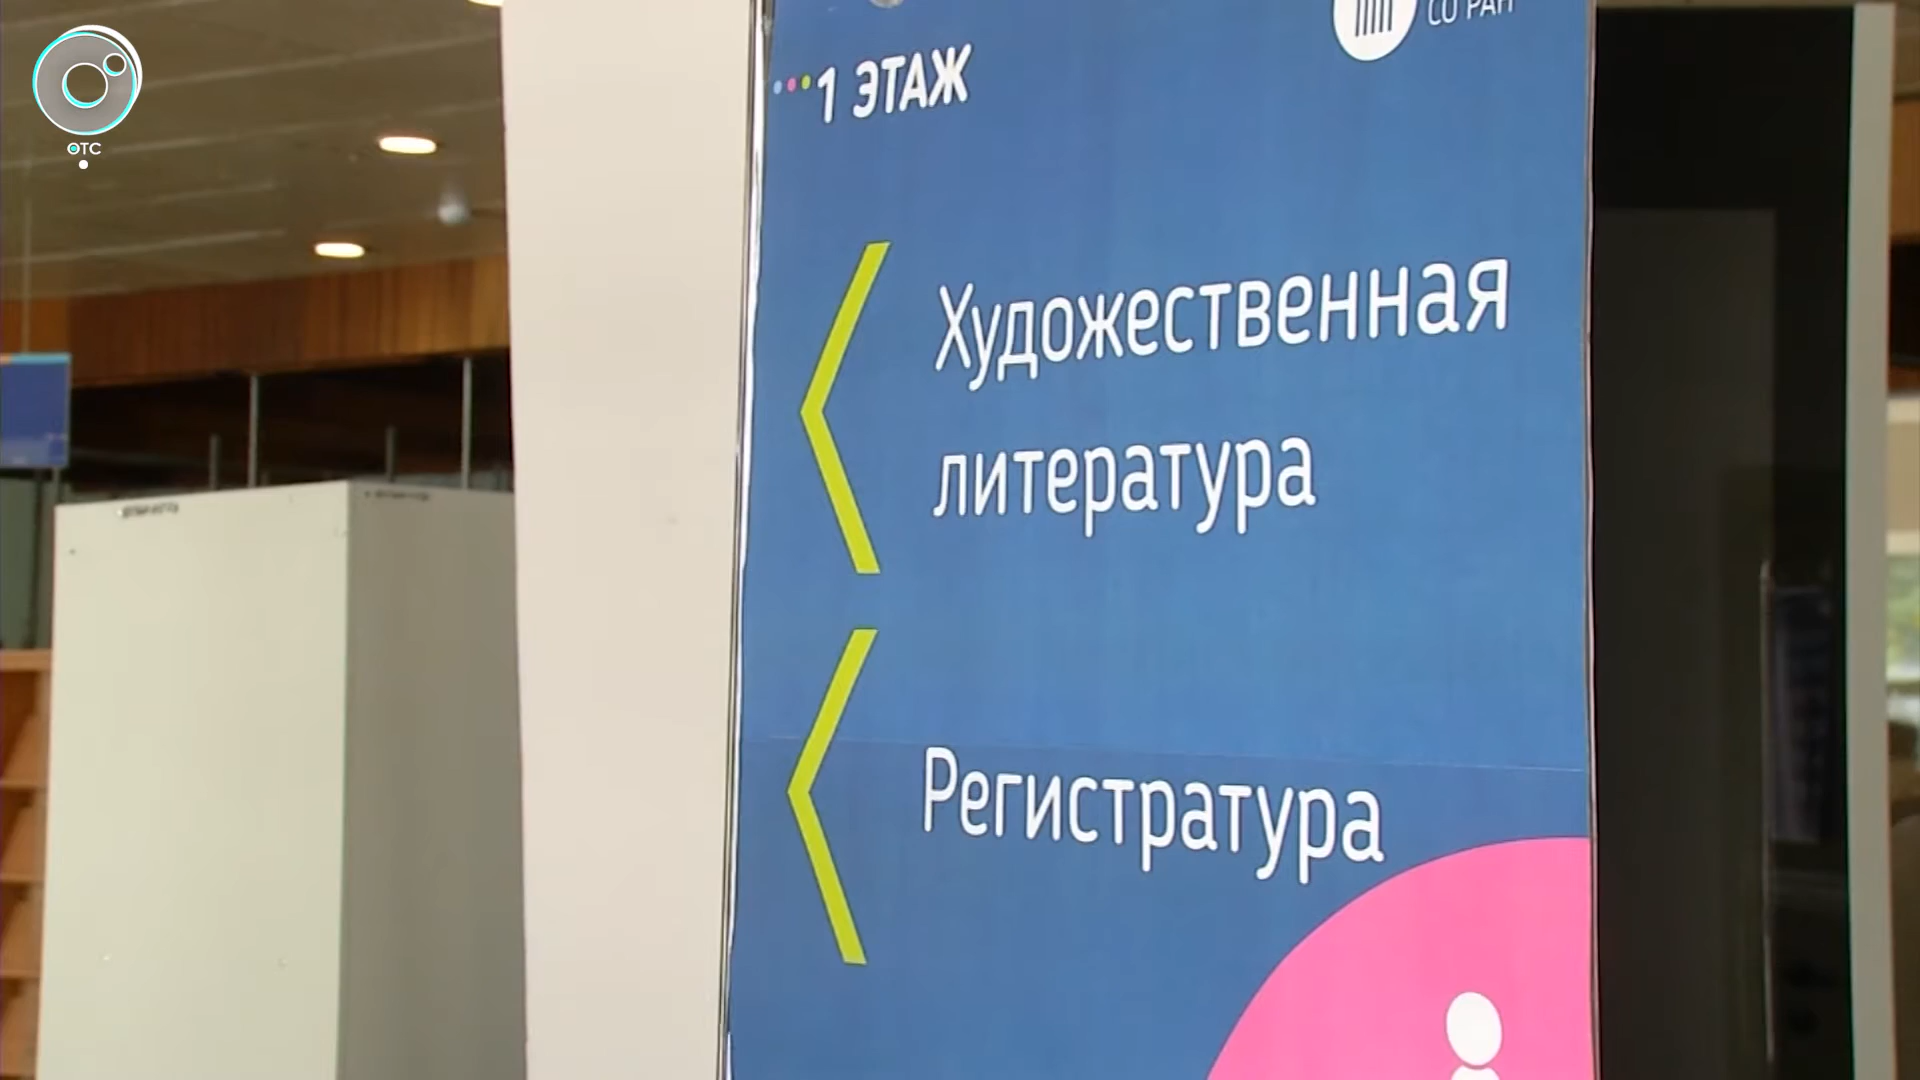 ОТС
СО РАН
1 ЭТАЖ
Художественная
литература
Регистратура